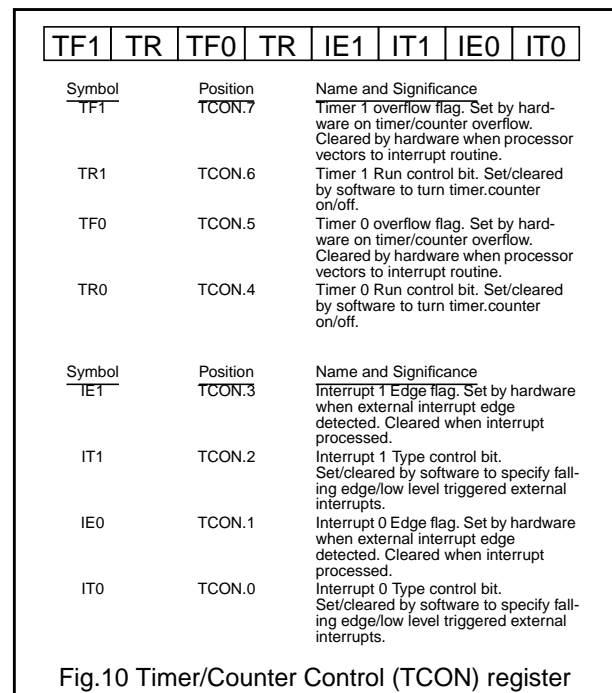 TF1 TR TF0 TR IE1 IT1 IE0 IT0
Symbol Position Name and Significance
TF1 TCON.7 Timer 1 overflow flag. Set by hard-
ware on timer/counter overflow.
Cleared by hardware when processor
vectors to interrupt routine.
TR1 TCON.6 Timer 1 Run control bit. Set/cleared
by software to turn timer.counter
on/off.
TF0 TCON.5 Timer 0 overflow flag. Set by hard-
ware on timer/counter overflow.
Cleared by hardware when processor
vectors to interrupt routine.
TR0 TCON.4 Timer 0 Run control bit. Set/cleared
by software to turn timer.counter
on/off.
Symbol Position Name and Significance
IE1 TCON.3 Interrupt 1 Edge flag. Set by hardware
when external interrupt edge
detected. Cleared when interrupt
processed.
IT1 TCON.2 Interrupt 1 Type control bit.
Set/cleared by software to specify fall-
ing edge/low level triggered external
interrupts.
IE0 TCON.1 Interrupt 0 Edge flag. Set by hardware
when external interrupt edge
detected. Cleared when interrupt
processed.
IT0 TCON.0 Interrupt 0 Type control bit.
Set/cleared by software to specify fall-
ing edge/low level triggered external
interrupts.
Fig.10 Timer/Counter Control (TCON) register